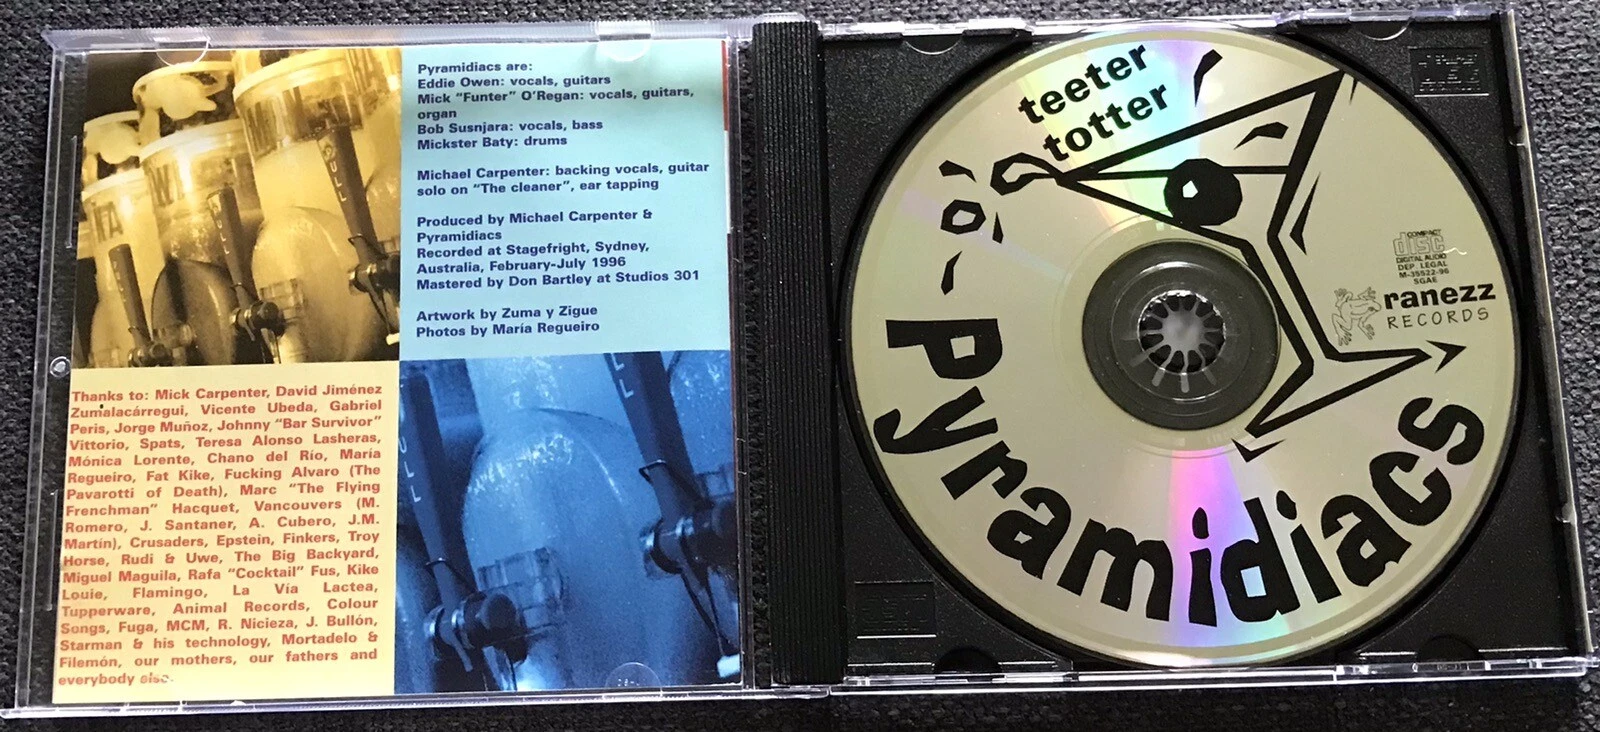 Pyramidiacs are:
Eddie Owen: vocals, guitars
Mick "Funter" O'Regan: vocals, guitars,
organ
Bob Susnjara: vocals, bass
Mickster Baty: drums
Michael Carpenter: backing vocals, guitar
solo on "The cleaner", ear tapping
Produced by Michael Carpenter &
Pyramidiacs
Recorded at Stagefright, Sydney,
Australia, February-July 1996
Mastered by Don Bartley at Studios 301
Artwork by Zuma y Zigue
Photos by María Regueiro
Thanks to: Mick Carpenter, David Jiménez
Zumalacárregui, Vicente Ubeda, Gabriel
Peris, Jorge Muñoz, Johnny "Bar Survivor"
Vittorio, Spats, Teresa Alonso Lasheras,
Mónica Lorente, Chano del Río, María
Regueiro, Fat Kike, Fucking Alvaro (The
Pavarotti of Death), Marc "The Flying
Frenchman" Hacquet, Vancouvers (M.
Romero, J. Santaner, A. Cubero, J.M.
Martín), Crusaders, Epstein, Finkers, Troy
Horse, Rudi & Uwe, The Big Backyard,
Miguel Maguila, Rafa "Cocktail" Fus, Kike
Louie, Flamingo, La Vía Lactea,
Tupperware, Animal Records, Colour
Songs, Fuga, MCM, R. Nicieza, J. Bullón,
Starman & his technology, Mortadelo &
Filemón, our mothers, our fathers and
everybody else.
PULL
PULL
PULL
ULL
LL
teeter
totter
Pyramidiacs
COMPACT
disc
DIGITAL AUDIO
DEP. LEGAL
M-35522-96
SGAE
ranezz
RECORDS